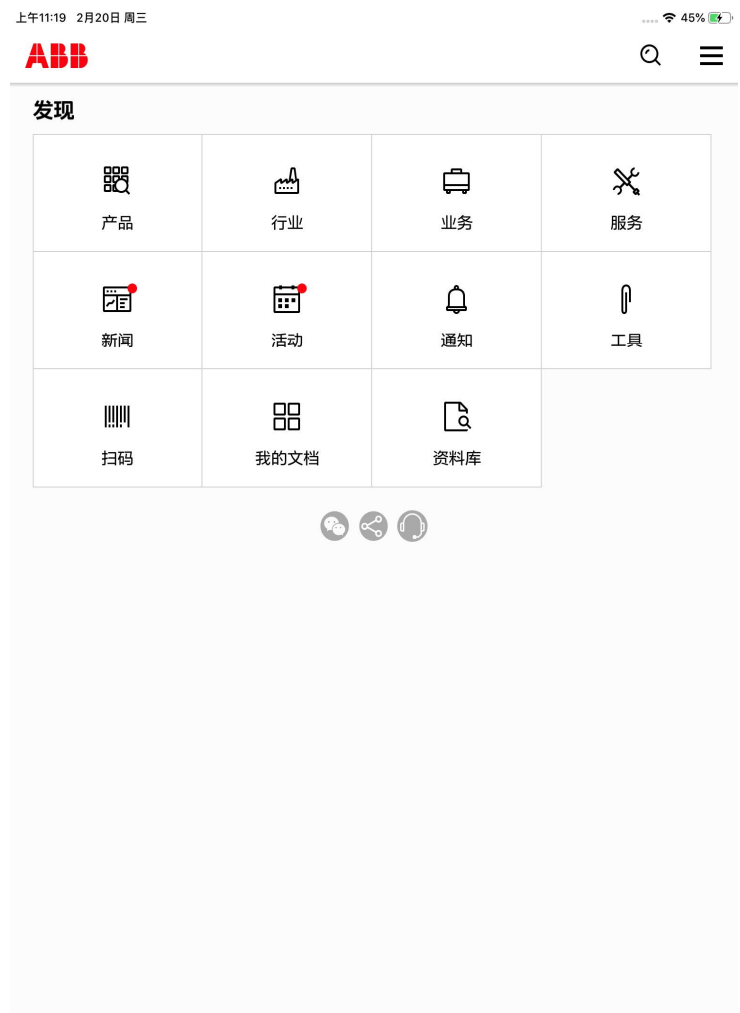 上午11:19 2月20日 周三 45%
ABB
发现
产品 行业 业务 服务
新闻 活动 通知 工具
扫码 我的文档 资料库